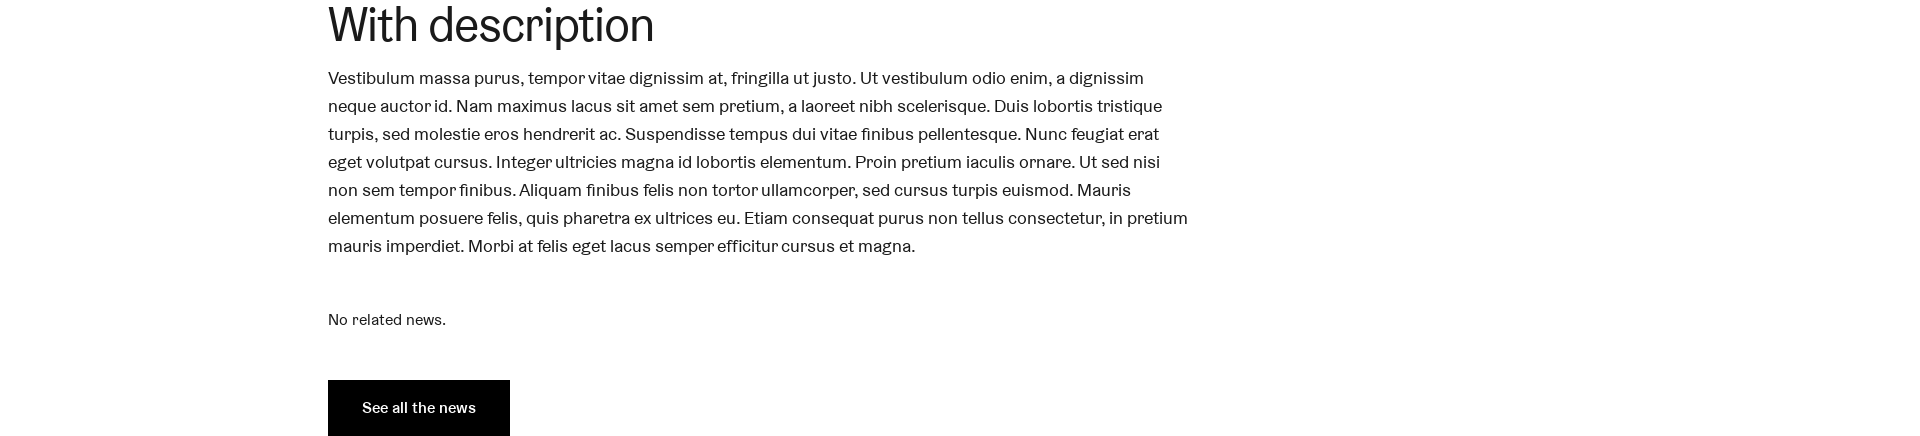 With description
Vestibulum massa purus, tempor vitae dignissim at, fringilla ut justo. Ut vestibulum odio enim, a dignissim
neque auctor id. Nam maximus lacus sit amet sem pretium, a laoreet nibh scelerisque. Duis lobortis tristique
turpis, sed molestie eros hendrerit ac. Suspendisse tempus dui vitae finibus pellentesque. Nunc feugiat erat
eget volutpat cursus. Integer ultricies magna id lobortis elementum. Proin pretium iaculis ornare. Ut sed nisi
non sem tempor finibus. Aliquam finibus felis non tortor ullamcorper, sed cursus turpis euismod. Mauris
elementum posuere felis, quis pharetra ex ultrices eu. Etiam consequat purus non tellus consectetur, in pretium
mauris imperdiet. Morbi at felis eget lacus semper efficitur cursus et magna.
No related news.
See all the news